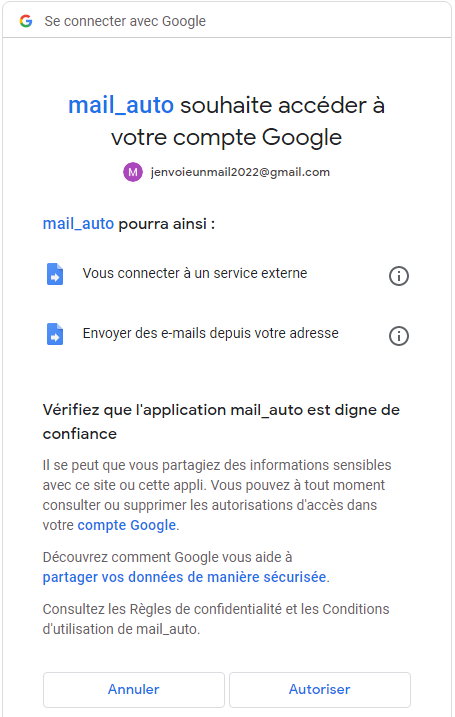 Se connecter avec Google
mail_auto souhaite accéder à
votre compte Google
M jenvoieunmail2022@gmail.com
mail_auto pourra ainsi :
Vous connecter à un service externe
Envoyer des e-mails depuis votre adresse
Vérifiez que l'application mail_auto est digne de
confiance
Il se peut que vous partagiez des informations sensibles
avec ce site ou cette appli. Vous pouvez à tout moment
consulter ou supprimer les autorisations d'accès dans
votre compte Google.
Découvrez comment Google vous aide à
partager vos données de manière sécurisée.
Consultez les Règles de confidentialité et les Conditions
d'utilisation de mail_auto.
Annuler
Autoriser